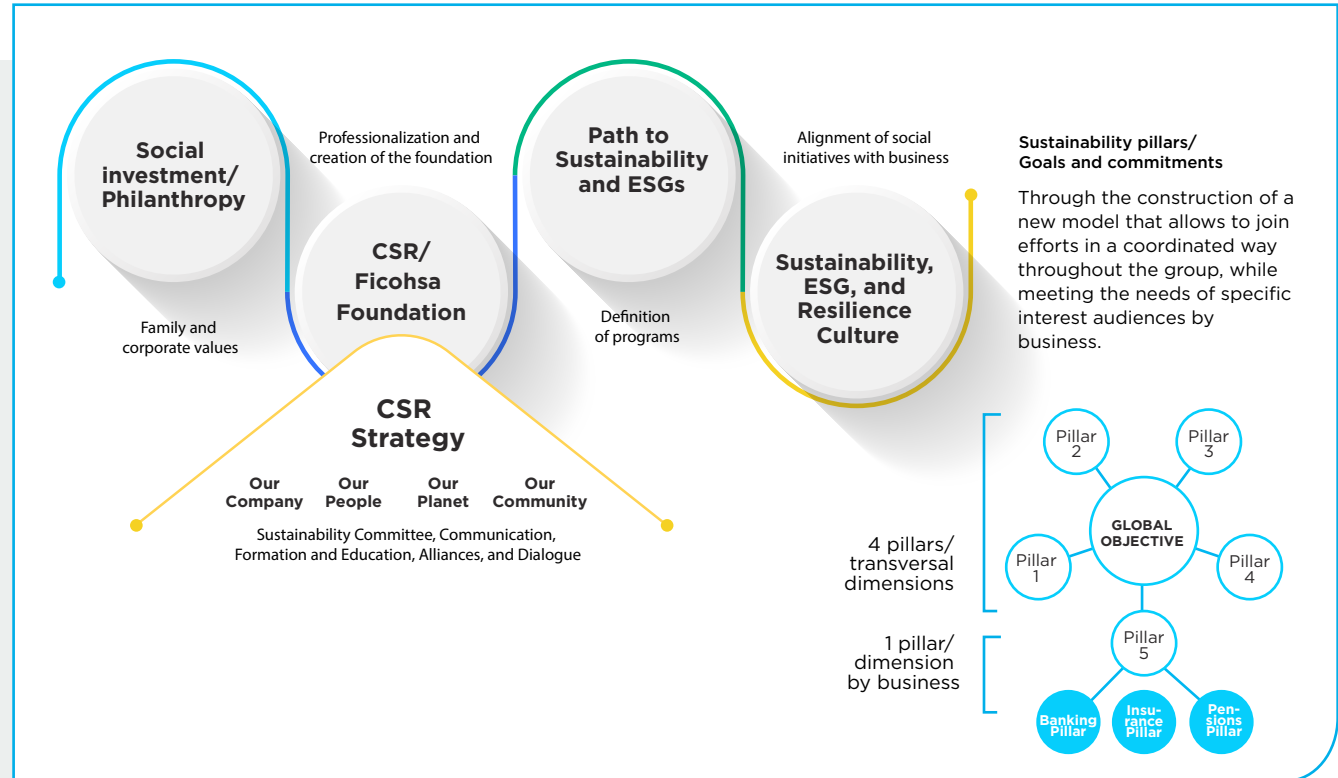 Social
investment/
Philanthropy
Family and
corporate values
Professionalization and
creation of the foundation
CSR/
Ficohsa
Foundation
CSR
Strategy
Our
Company
Our
People
Our
Planet
Our
Community
Sustainability Committee, Communication,
Formation and Education, Alliances, and Dialogue
Path to
Sustainability
and ESGs
Definition
of programs
Alignment of social
initiatives with business
Sustainability,
ESG, and
Resilience
Culture
Sustainability pillars/
Goals and commitments
Through the construction of a
new model that allows to join
efforts in a coordinated way
throughout the group, while
meeting the needs of specific
interest audiences by
business.
4 pillars/
transversal
dimensions
Pillar
1
Pillar
2
Pillar
3
Pillar
4
GLOBAL
OBJECTIVE
1 pillar/
dimension
by business
Pillar
5
Banking
Pillar
Insu-
rance
Pillar
Pen-
sions
Pillar